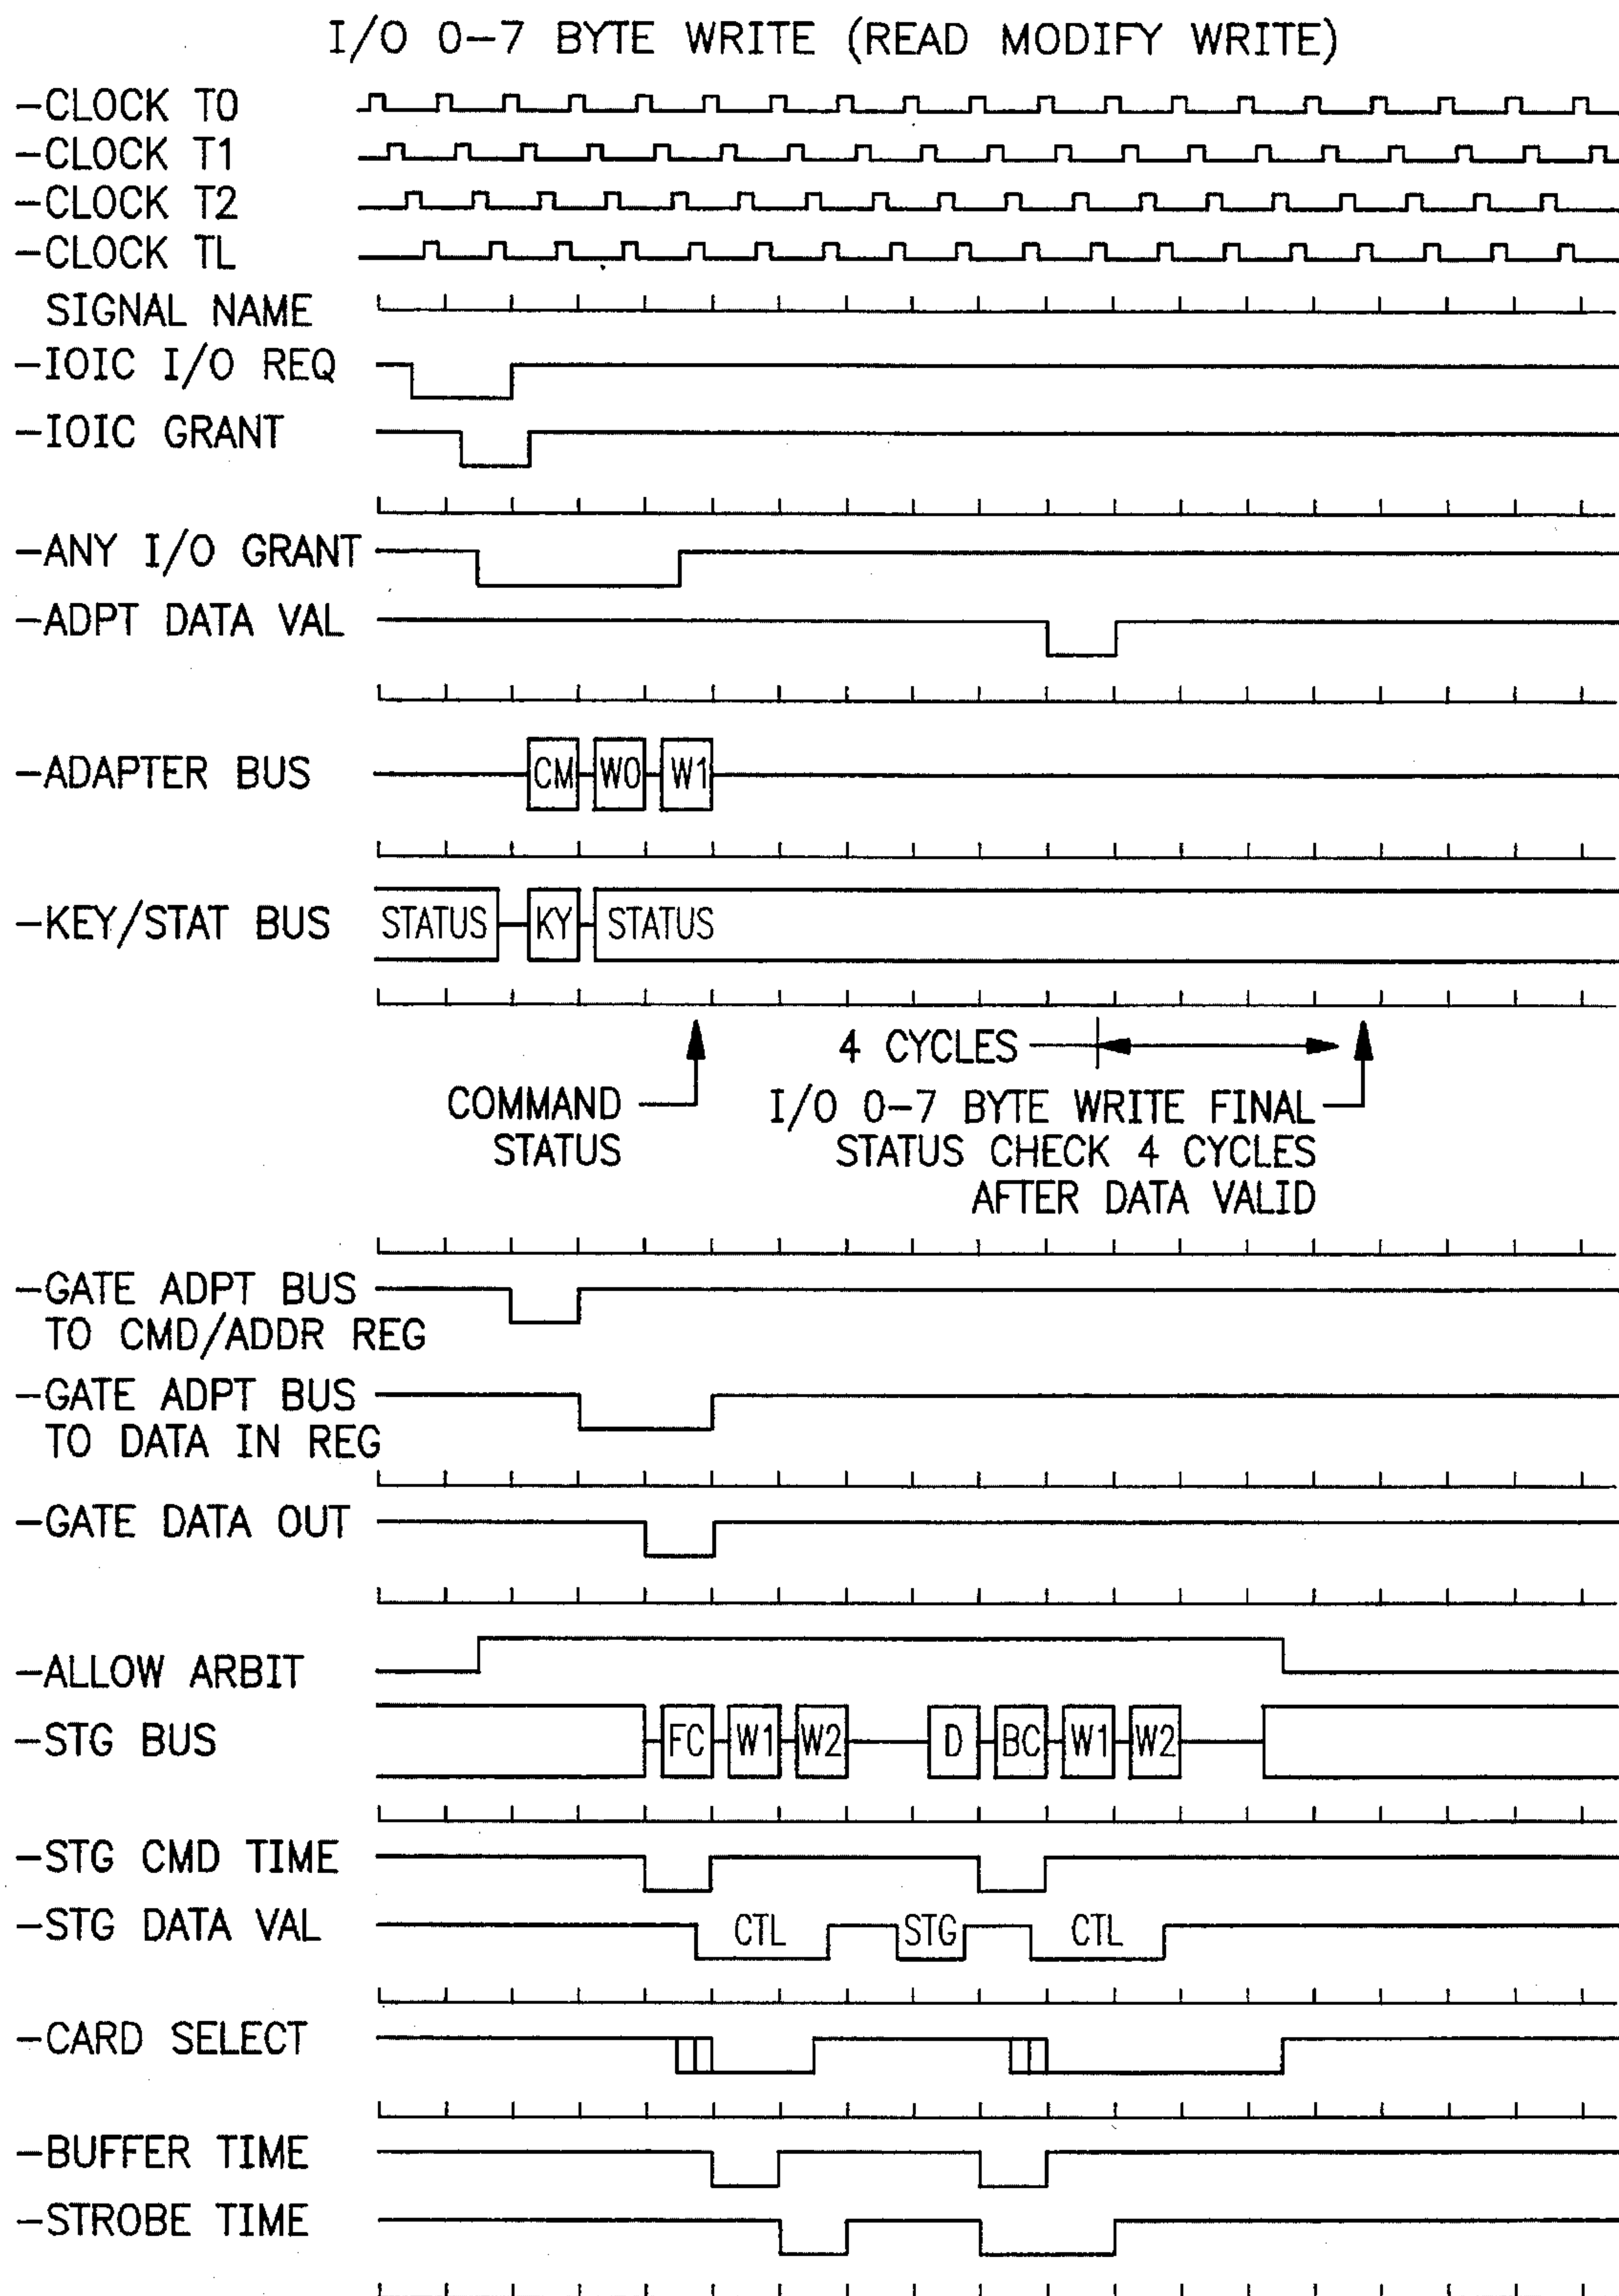 I/O 0-7 BYTE WRITE (READ MODIFY WRITE)
-CLOCK T0
-CLOCK T1
-CLOCK T2
-CLOCK TL
SIGNAL NAME
-IOIC I/O REQ
-IOIC GRANT
-ANY I/O GRANT
-ADPT DATA VAL
-ADAPTER BUS CM W0 W1
-KEY/STAT BUS STATUS KY STATUS
4 CYCLES
COMMAND I/O 0-7 BYTE WRITE FINAL
STATUS STATUS CHECK 4 CYCLES
AFTER DATA VALID
-GATE ADPT BUS
TO CMD/ADDR REG
-GATE ADPT BUS
TO DATA IN REG
-GATE DATA OUT
-ALLOW ARBIT
-STG BUS FC W1 W2 D BC W1 W2
-STG CMD TIME
-STG DATA VAL CTL STG CTL
-CARD SELECT
-BUFFER TIME
-STROBE TIME